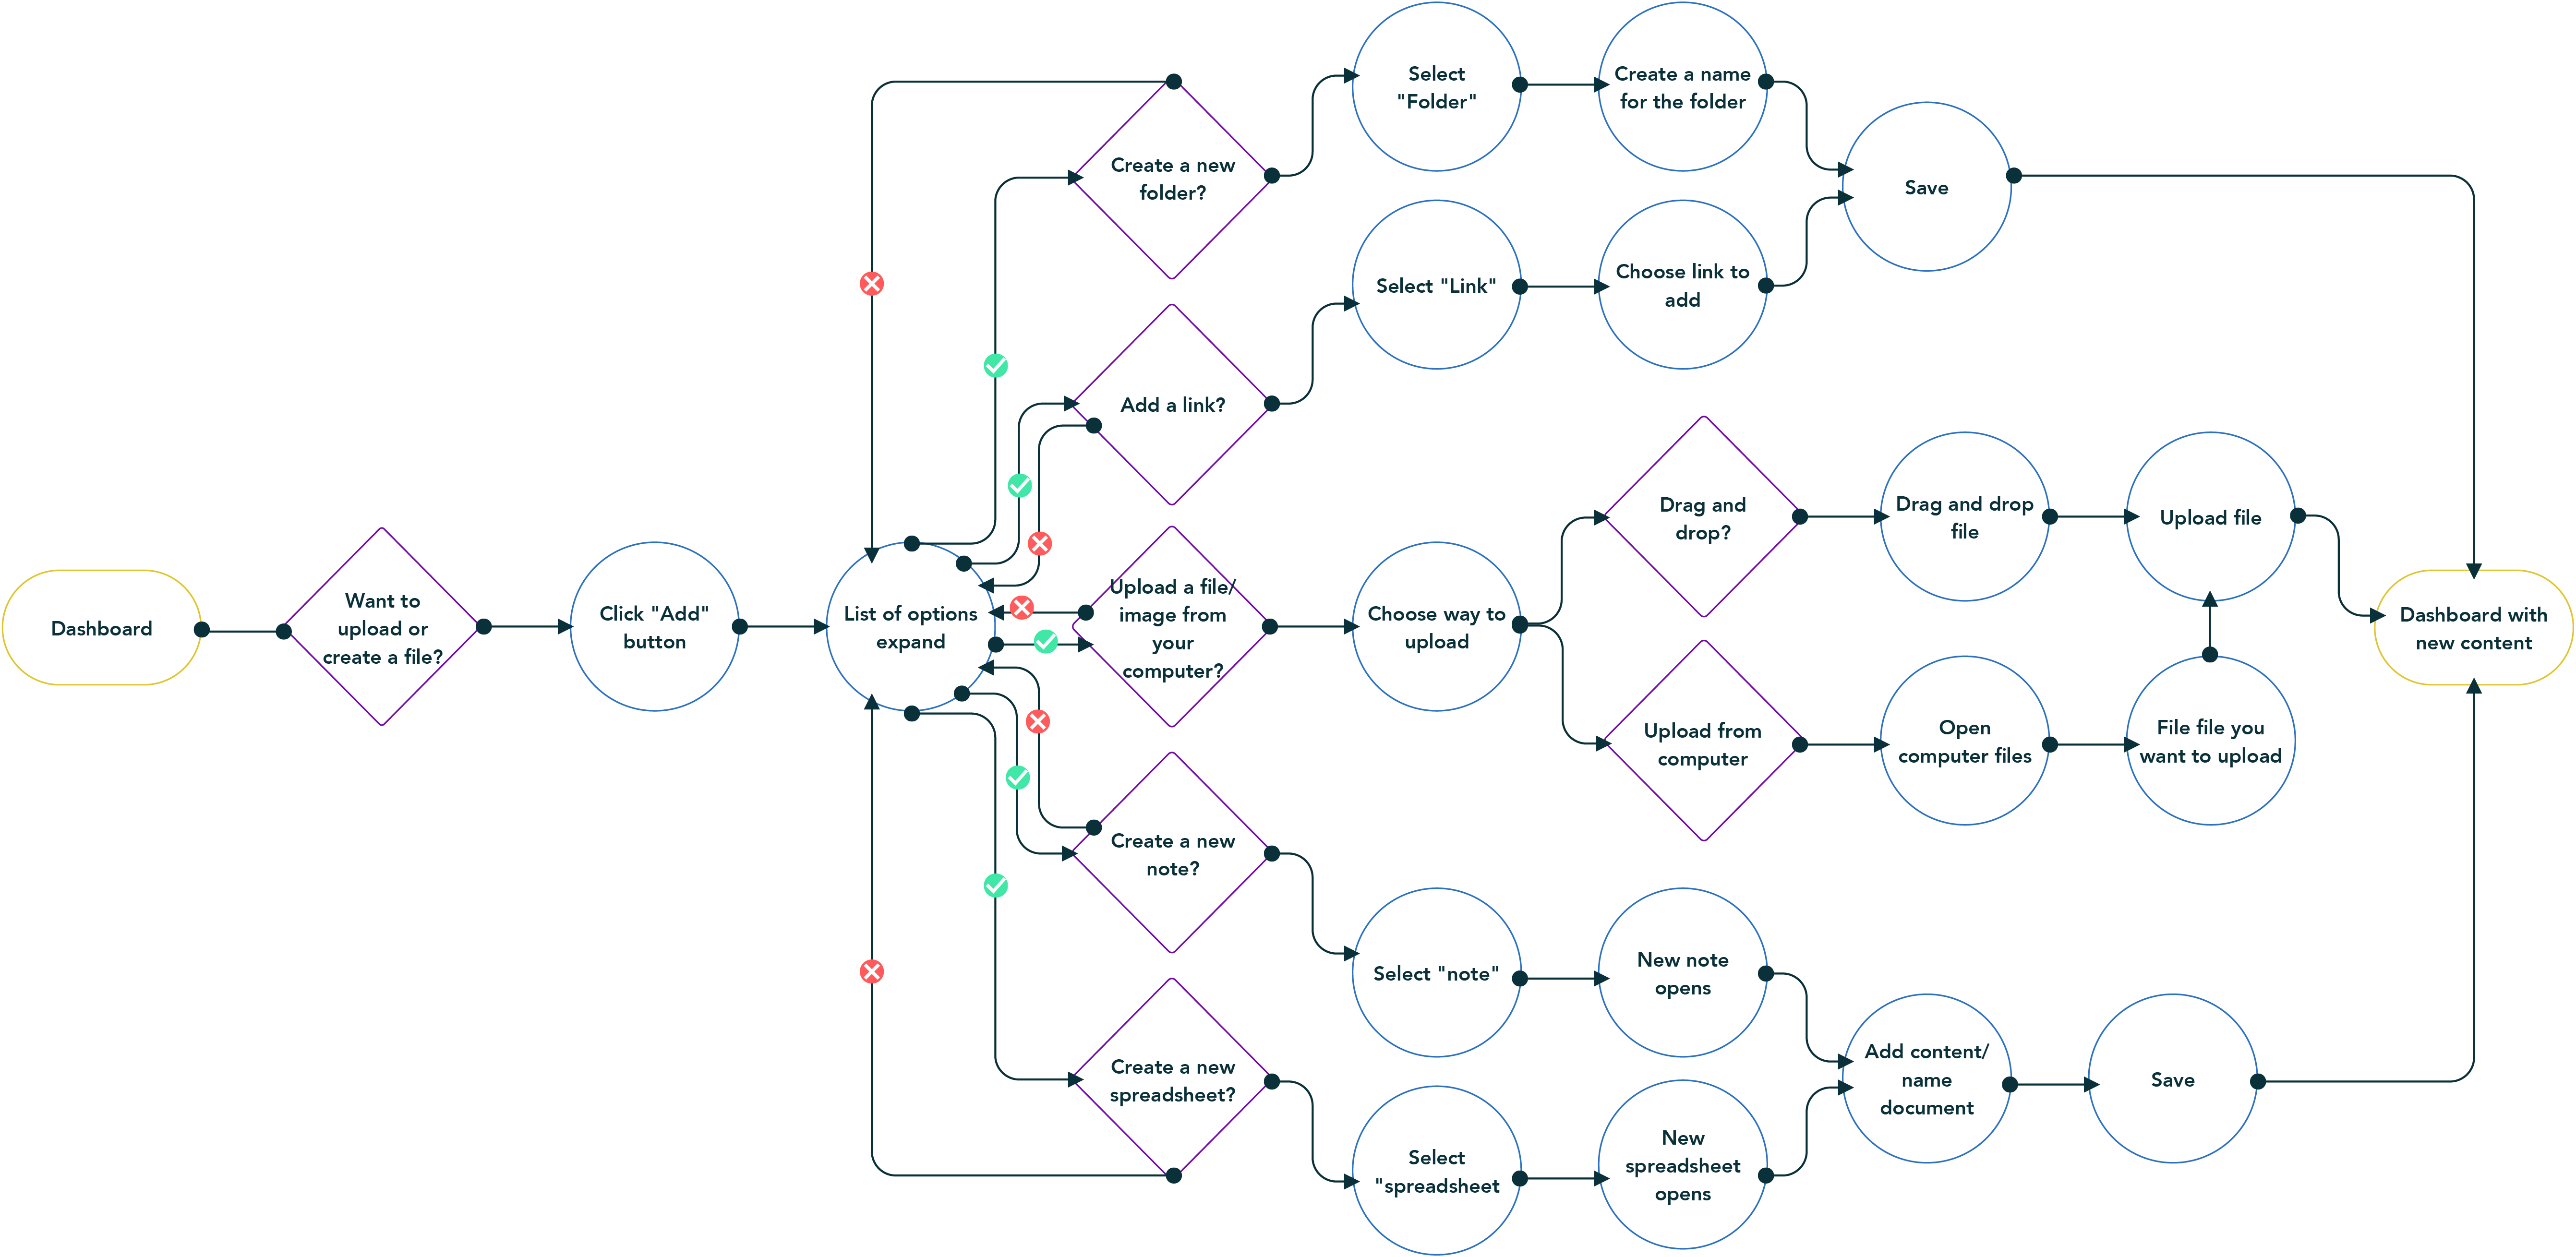 Dashboard
Want to
upload or
create a file?
Click "Add"
button
List of options
expand
Create a new
folder?
Select
"Folder"
Create a name
for the folder
Save
Add a link?
Select "Link"
Choose link to
add
Upload a file/
image from
your
computer?
Choose way to
upload
Drag and
drop?
Drag and drop
file
Upload file
Upload from
computer
Open
computer files
File file you
want to upload
Dashboard with
new content
Create a new
note?
Select "note"
New note
opens
Create a new
spreadsheet?
Select
"spreadsheet
New
spreadsheet
opens
Add content/
name
document
Save